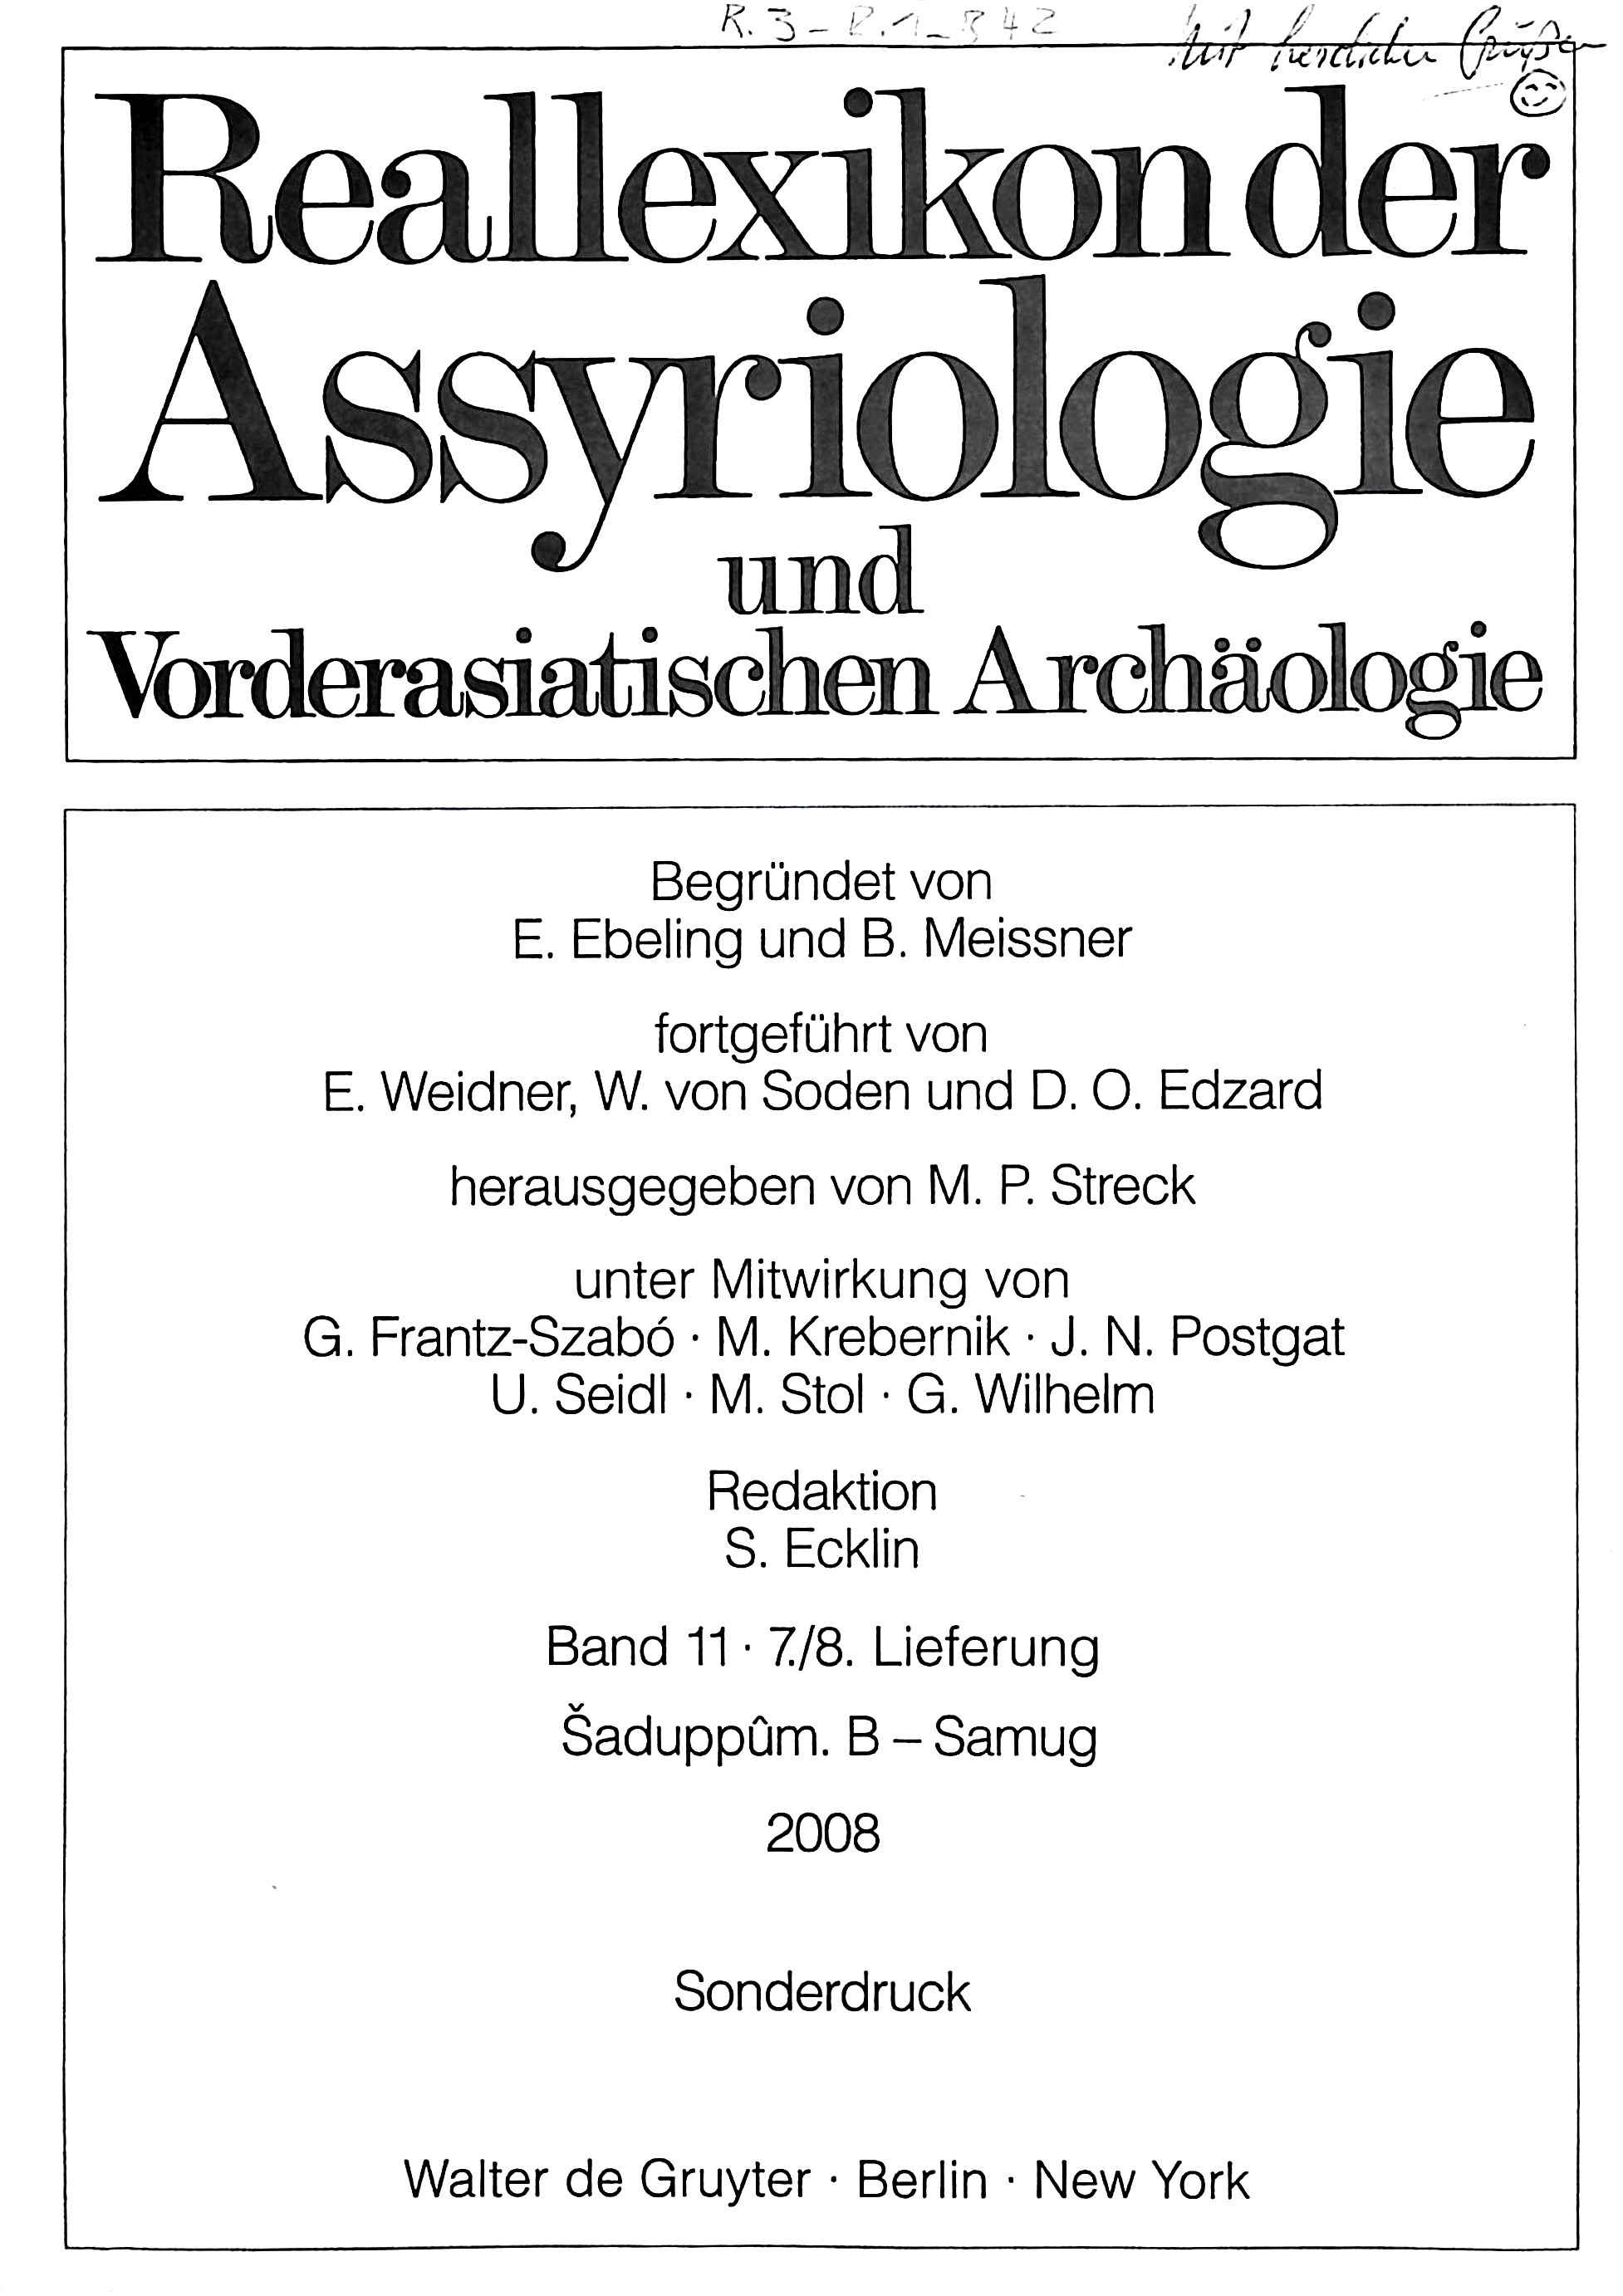 R. 3 – R. 1 – B 42
Mit herzlichen Grüßen
Reallexikon der
Assyriologie
und
Vorderasiatischen Archäologie
Begründet von
E. Ebeling und B. Meissner
fortgeführt von
E. Weidner, W. von Soden und D. O. Edzard
herausgegeben von M. P. Streck
unter Mitwirkung von
G. Frantz-Szabó · M. Krebernik · J. N. Postgat
U. Seidl · M. Stol · G. Wilhelm
Redaktion
S. Ecklin
Band 11 · 7./8. Lieferung
Šaduppûm. B – Samug
2008
Sonderdruck
Walter de Gruyter · Berlin · New York